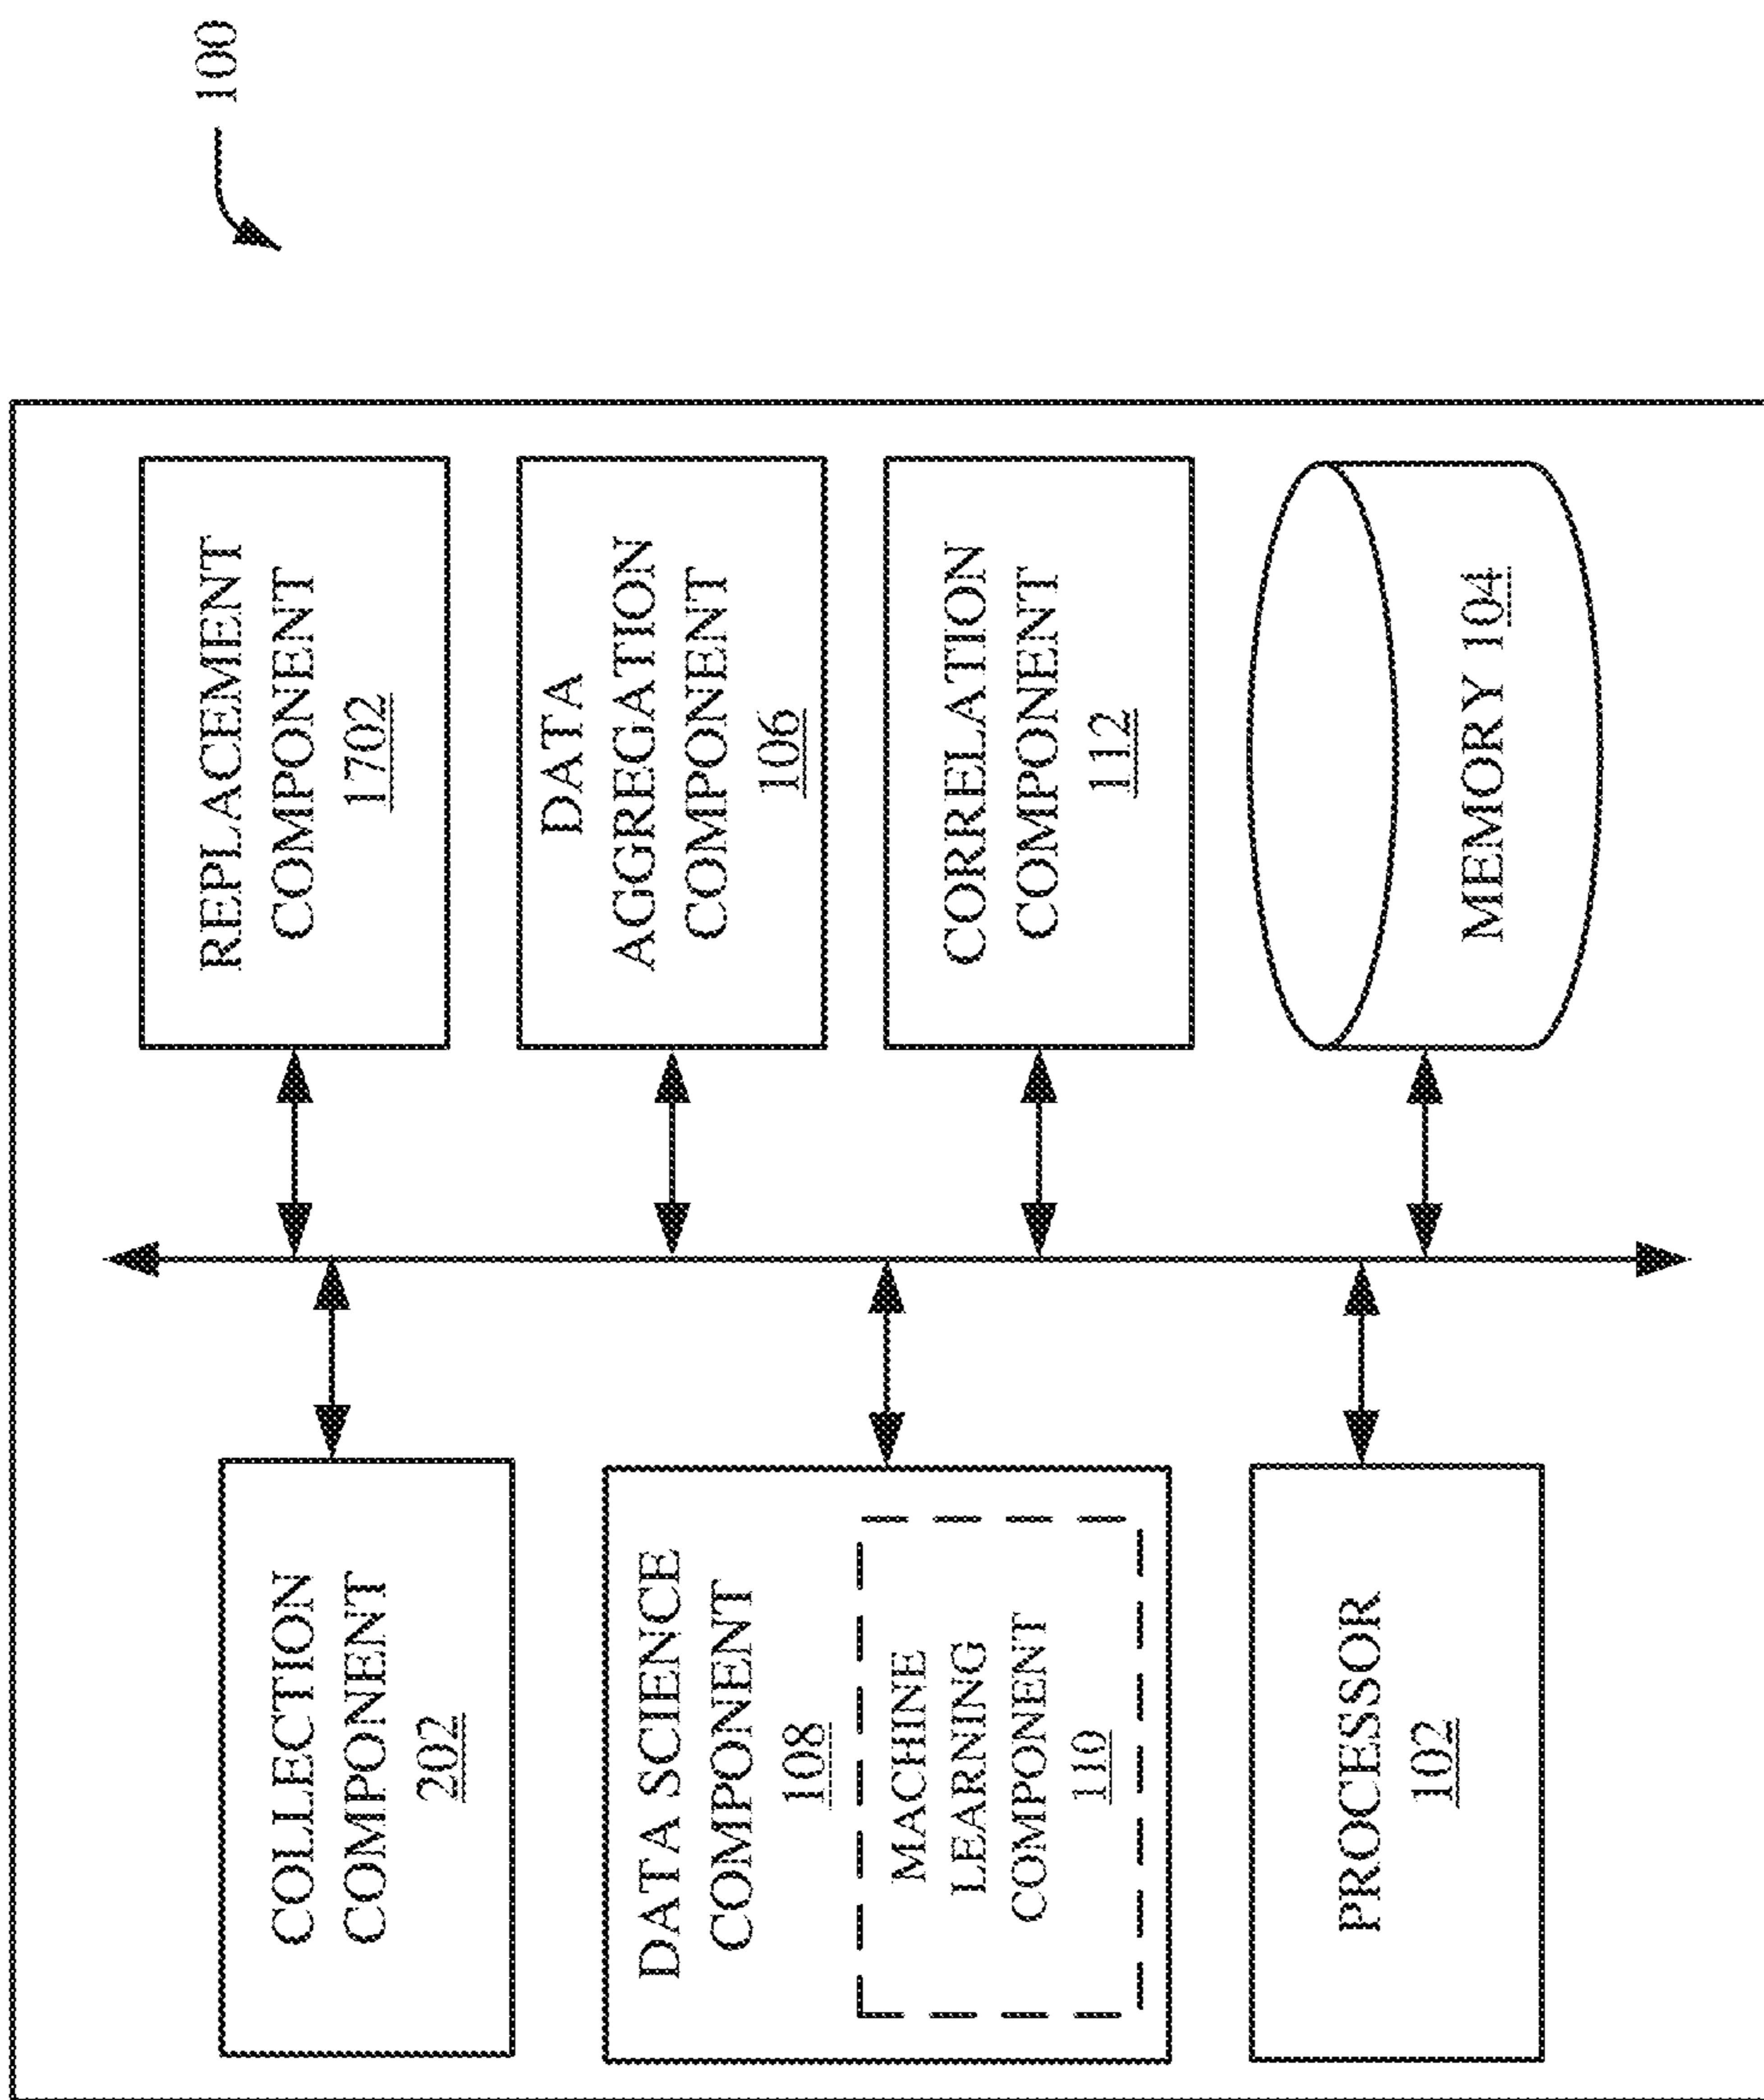 100
COLLECTION
COMPONENT
202
DATA SCIENCE
COMPONENT
108
MACHINE
LEARNING
COMPONENT
110
PROCESSOR
102
REPLACEMENT
COMPONENT
1702
DATA
AGGREGATION
COMPONENT
106
CORRELATION
COMPONENT
112
MEMORY 104